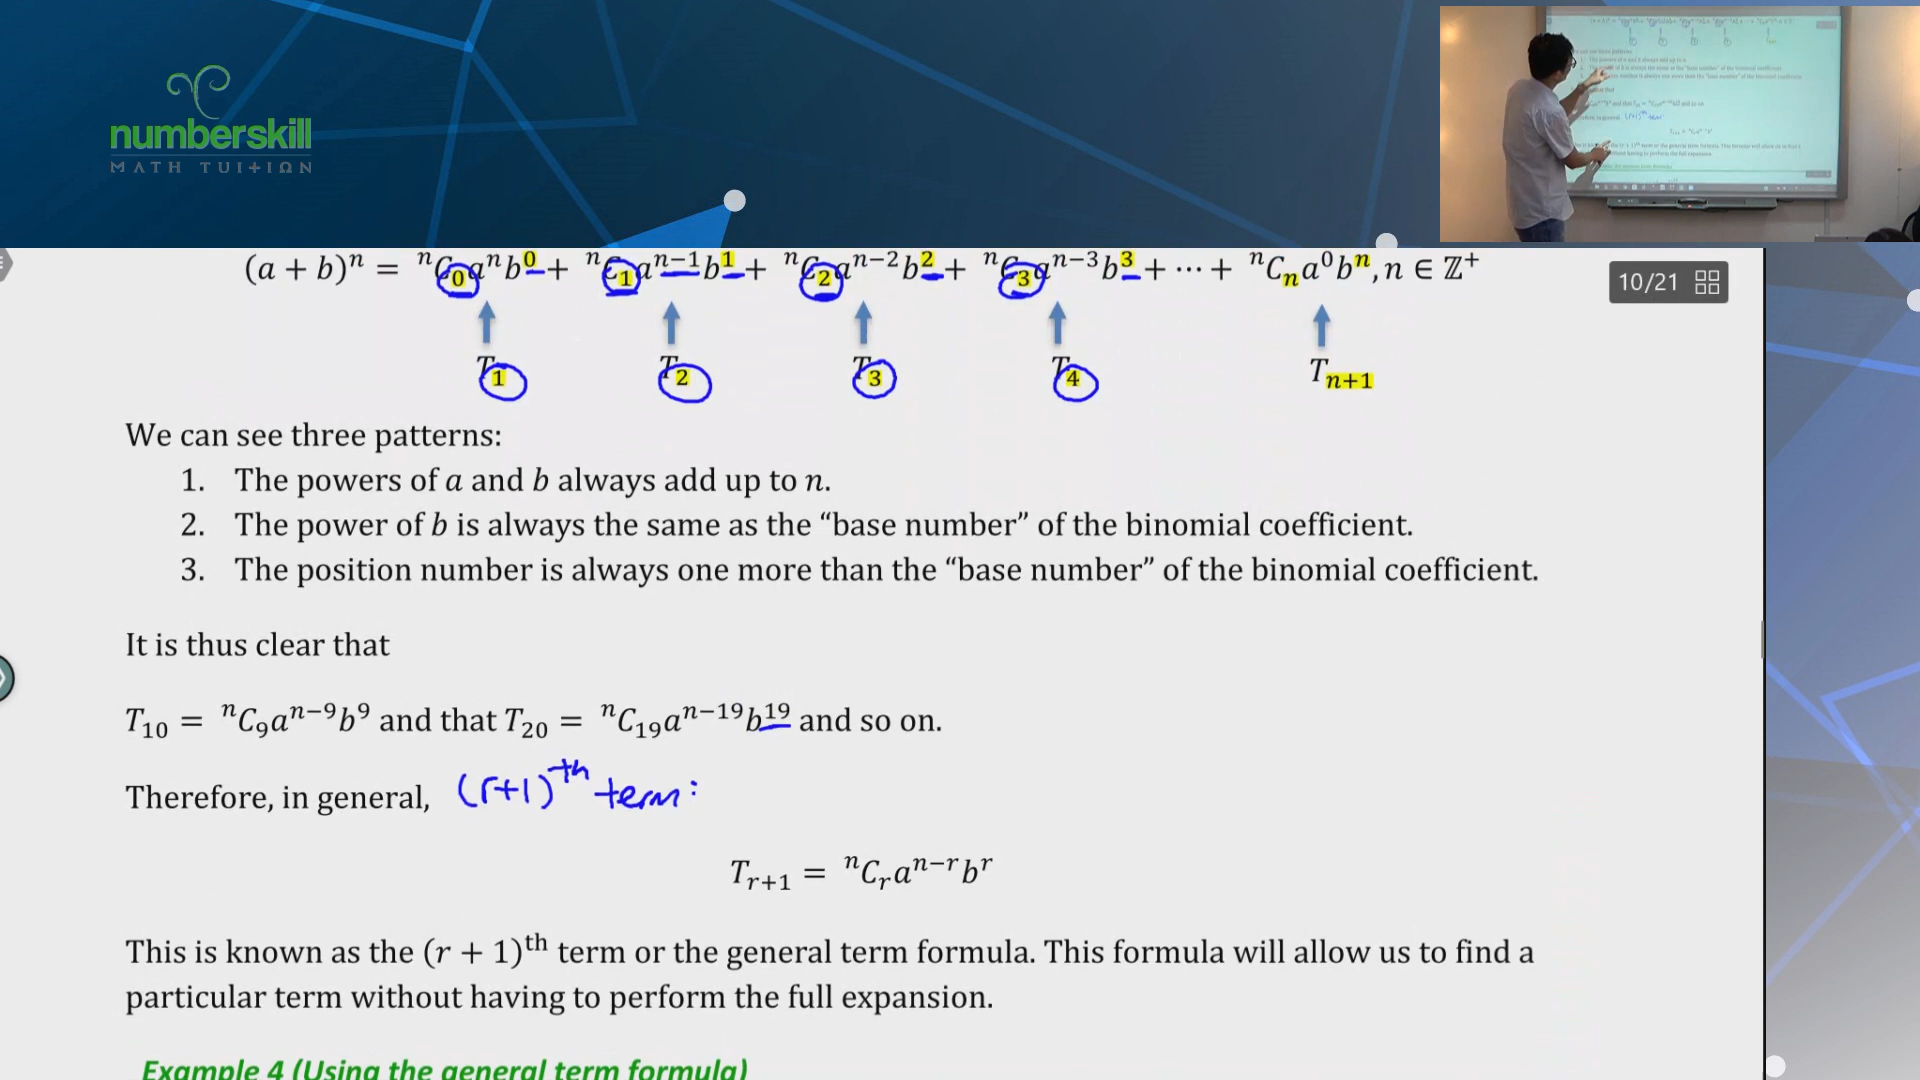 numberskill
MATH TUITION
(a + b)ⁿ = ⁿC₀aⁿb⁰ + ⁿC₁aⁿ⁻¹b¹ + ⁿC₂aⁿ⁻²b² + ⁿC₃aⁿ⁻³b³ + ⋯ + ⁿCₙa⁰bⁿ, n ∈ ℤ⁺
10/21
T₁ T₂ T₃ T₄ Tₙ₊₁
We can see three patterns:
1. The powers of a and b always add up to n.
2. The power of b is always the same as the “base number” of the binomial coefficient.
3. The position number is always one more than the “base number” of the binomial coefficient.
It is thus clear that
T₁₀ = ⁿC₉aⁿ⁻⁹b⁹ and that T₂₀ = ⁿC₁₉aⁿ⁻¹⁹b¹⁹ and so on.
Therefore, in general, (r+1)ᵗʰ term:
Tᵣ₊₁ = ⁿCᵣaⁿ⁻ʳbʳ
This is known as the (r + 1)ᵗʰ term or the general term formula. This formula will allow us to find a
particular term without having to perform the full expansion.
Example 4 (Using the general term formula)